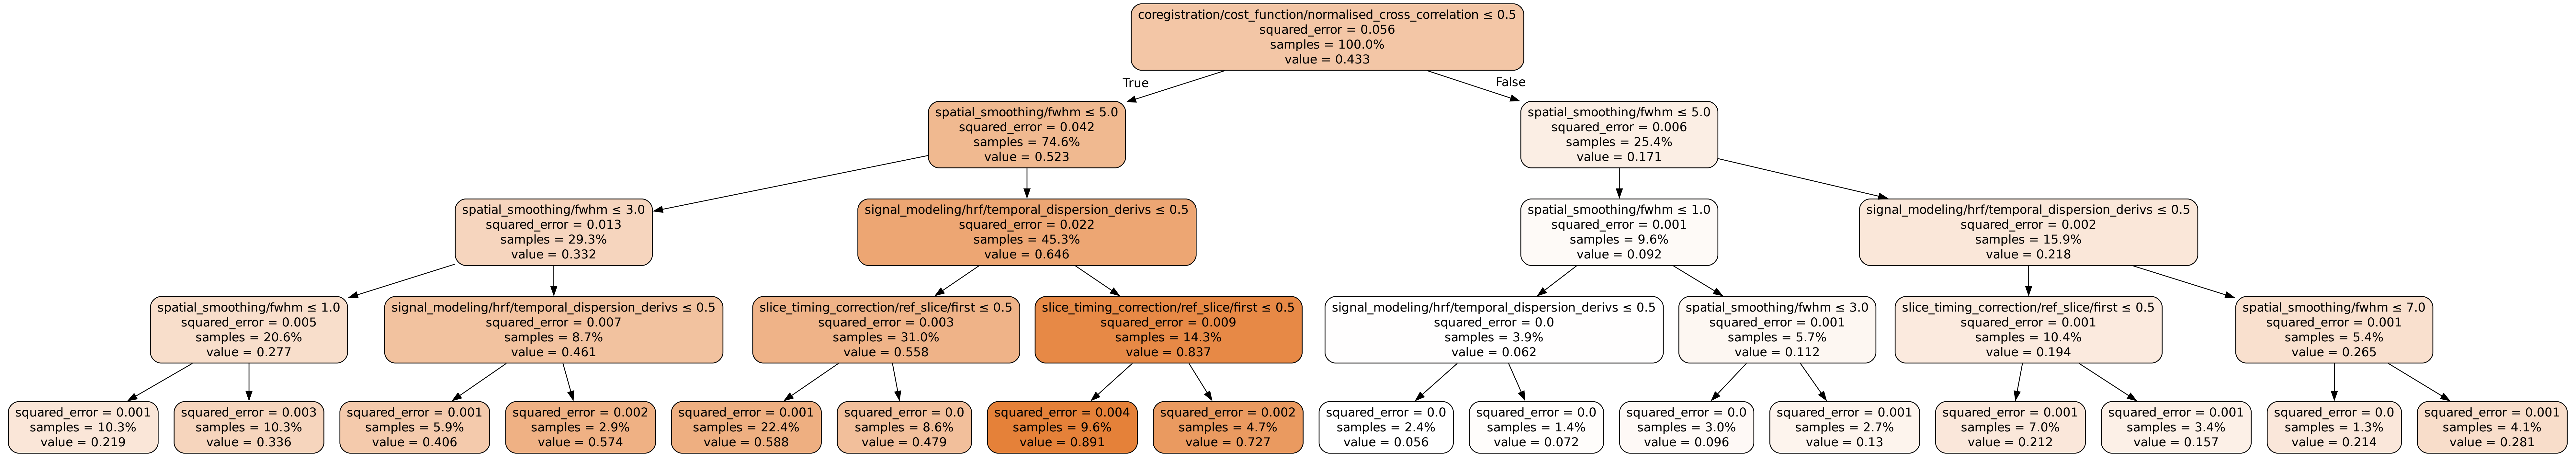 coregistration/cost_function/normalised_cross_correlation ≤ 0.5
squared_error = 0.056
samples = 100.0%
value = 0.433
True
False
spatial_smoothing/fwhm ≤ 5.0
squared_error = 0.042
samples = 74.6%
value = 0.523
spatial_smoothing/fwhm ≤ 5.0
squared_error = 0.006
samples = 25.4%
value = 0.171
spatial_smoothing/fwhm ≤ 3.0
squared_error = 0.013
samples = 29.3%
value = 0.332
signal_modeling/hrf/temporal_dispersion_derivs ≤ 0.5
squared_error = 0.022
samples = 45.3%
value = 0.646
spatial_smoothing/fwhm ≤ 1.0
squared_error = 0.001
samples = 9.6%
value = 0.092
signal_modeling/hrf/temporal_dispersion_derivs ≤ 0.5
squared_error = 0.002
samples = 15.9%
value = 0.218
spatial_smoothing/fwhm ≤ 1.0
squared_error = 0.005
samples = 20.6%
value = 0.277
signal_modeling/hrf/temporal_dispersion_derivs ≤ 0.5
squared_error = 0.007
samples = 8.7%
value = 0.461
slice_timing_correction/ref_slice/first ≤ 0.5
squared_error = 0.003
samples = 31.0%
value = 0.558
slice_timing_correction/ref_slice/first ≤ 0.5
squared_error = 0.009
samples = 14.3%
value = 0.837
signal_modeling/hrf/temporal_dispersion_derivs ≤ 0.5
squared_error = 0.0
samples = 3.9%
value = 0.062
spatial_smoothing/fwhm ≤ 3.0
squared_error = 0.001
samples = 5.7%
value = 0.112
slice_timing_correction/ref_slice/first ≤ 0.5
squared_error = 0.001
samples = 10.4%
value = 0.194
spatial_smoothing/fwhm ≤ 7.0
squared_error = 0.001
samples = 5.4%
value = 0.265
squared_error = 0.001
samples = 10.3%
value = 0.219
squared_error = 0.003
samples = 10.3%
value = 0.336
squared_error = 0.001
samples = 5.9%
value = 0.406
squared_error = 0.002
samples = 2.9%
value = 0.574
squared_error = 0.001
samples = 22.4%
value = 0.588
squared_error = 0.0
samples = 8.6%
value = 0.479
squared_error = 0.004
samples = 9.6%
value = 0.891
squared_error = 0.002
samples = 4.7%
value = 0.727
squared_error = 0.0
samples = 2.4%
value = 0.056
squared_error = 0.0
samples = 1.4%
value = 0.072
squared_error = 0.0
samples = 3.0%
value = 0.096
squared_error = 0.001
samples = 2.7%
value = 0.13
squared_error = 0.001
samples = 7.0%
value = 0.212
squared_error = 0.001
samples = 3.4%
value = 0.157
squared_error = 0.0
samples = 1.3%
value = 0.214
squared_error = 0.001
samples = 4.1%
value = 0.281